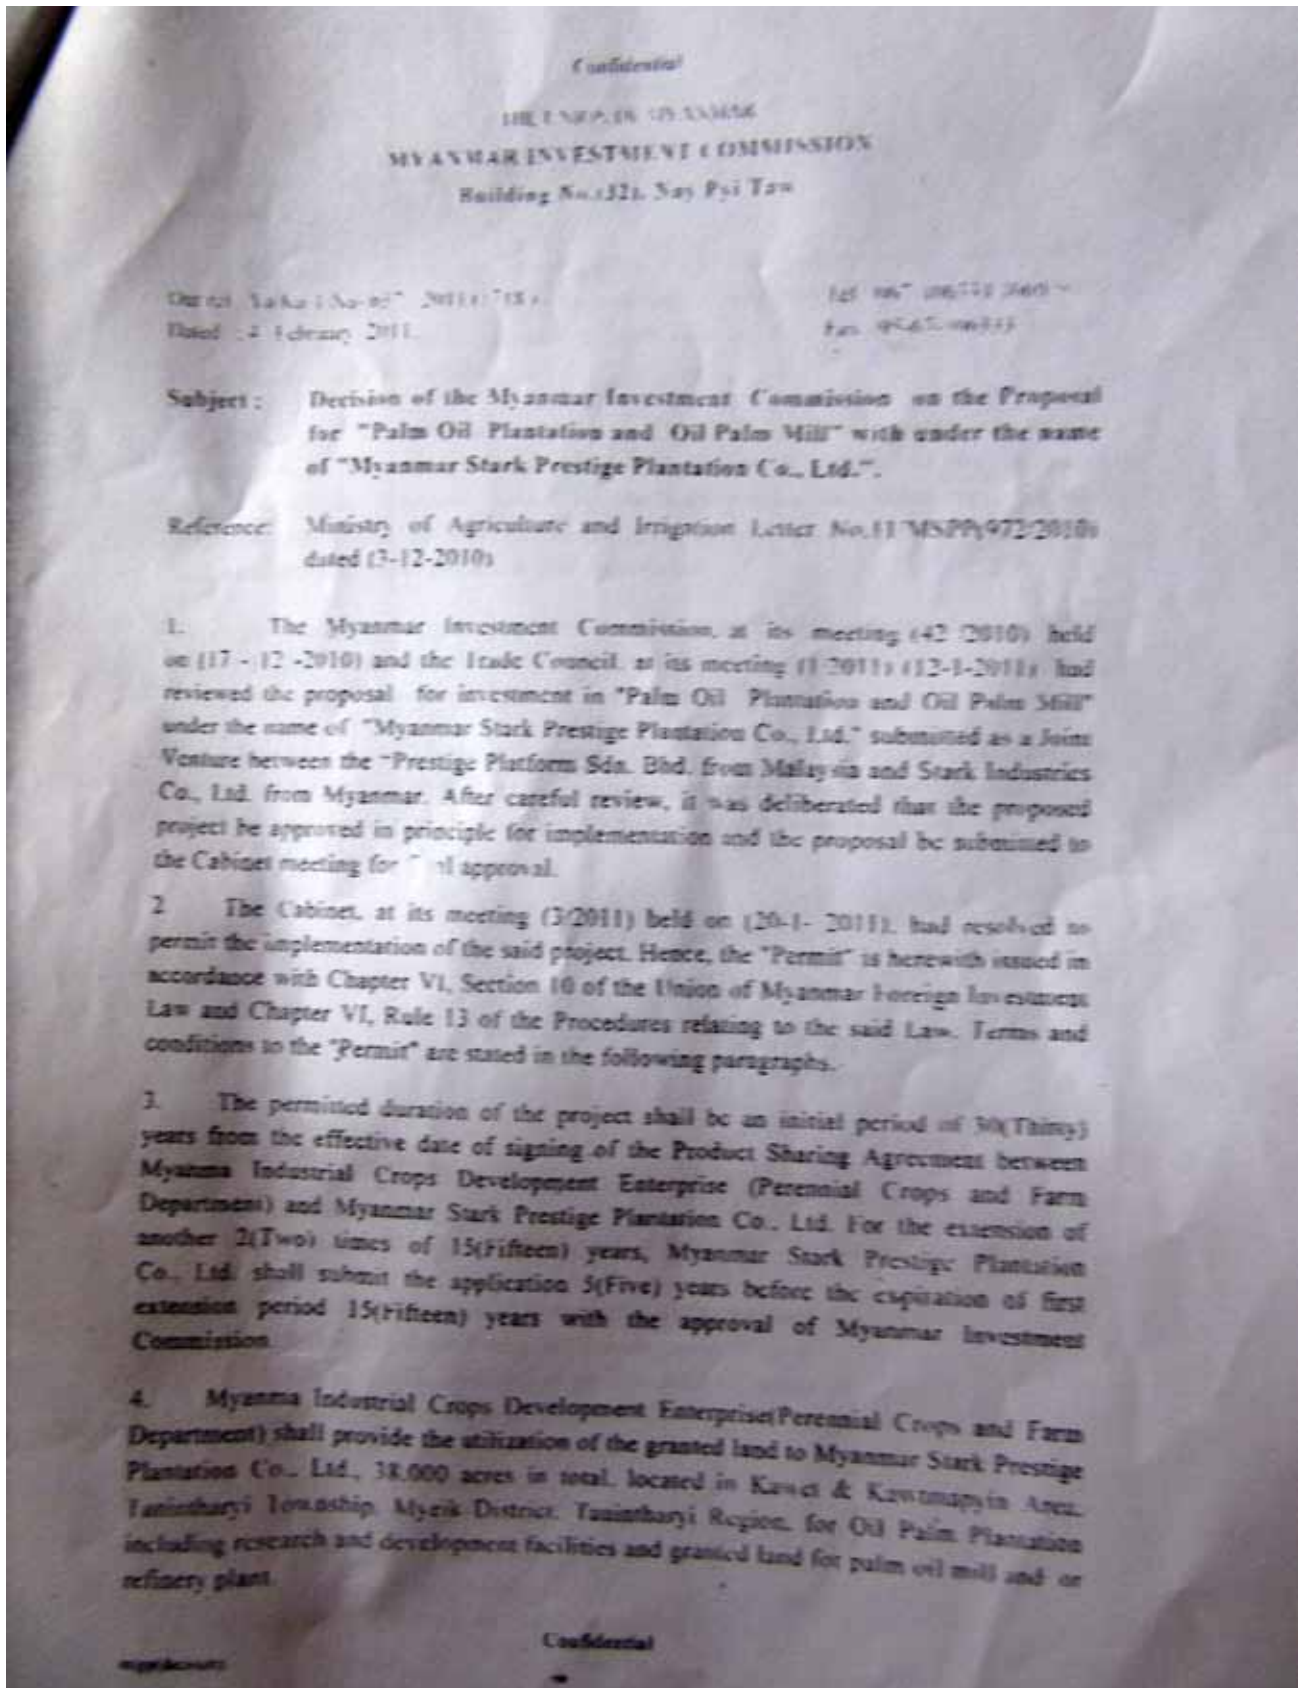 Confidential
MYANMAR INVESTMENT COMMISSION
Building No.(32), Nay Pyi Taw
Dated : 4 February 2011.
Subject : Decision of the Myanmar Investment Commission on the Proposal
for "Palm Oil Plantation and Oil Palm Mill" with under the name
of "Myanmar Stark Prestige Plantation Co., Ltd.".
Reference: Ministry of Agriculture and Irrigation Letter
dated (3-12-2010)
1. The Myanmar Investment Commission, at its meeting (42/2010) held
on (17 - 12 -2010) and the Trade Council, at its meeting (1/2011) (12-1-2011), had
reviewed the proposal for investment in "Palm Oil Plantation and Oil Palm Mill"
under the name of "Myanmar Stark Prestige Plantation Co., Ltd." submitted as a Joint
Venture between the "Prestige Platform Sdn. Bhd. from Malaysia and Stark Industries
Co., Ltd. from Myanmar. After careful review, it was deliberated that the proposed
project be approved in principle for implementation and the proposal be submitted to
the Cabinet meeting for approval.
2 The Cabinet, at its meeting (3/2011) held on (20-1- 2011), had resolved to
permit the implementation of the said project. Hence, the "Permit" is herewith issued in
accordance with Chapter VI, Section 10 of the Union of Myanmar Foreign Investment
Law and Chapter VI, Rule 13 of the Procedures relating to the said Law. Terms and
conditions to the "Permit" are stated in the following paragraphs.
3. The permitted duration of the project shall be an initial period of 30(Thirty)
years from the effective date of signing of the Product Sharing Agreement between
Myanma Industrial Crops Development Enterprise (Perennial Crops and Farm
Department) and Myanmar Stark Prestige Plantation Co., Ltd. For the extension of
another 2(Two) times of 15(Fifteen) years, Myanmar Stark Prestige Plantation
Co., Ltd. shall submit the application 5(Five) years before the expiration of first
extension period 15(Fifteen) years with the approval of Myanmar Investment
Commission.
4. Myanma Industrial Crops Development Enterprise(Perennial Crops and Farm
Department) shall provide the utilization of the granted land to Myanmar Stark Prestige
Plantation Co., Ltd., 38,000 acres in total, located in Kawet & Kawtmapyin Area,
Tanintharyi Township, Myeik District, Tanintharyi Region, for Oil Palm Plantation
including research and development facilities and granted land for palm oil mill and or
refinery plant.
Confidential